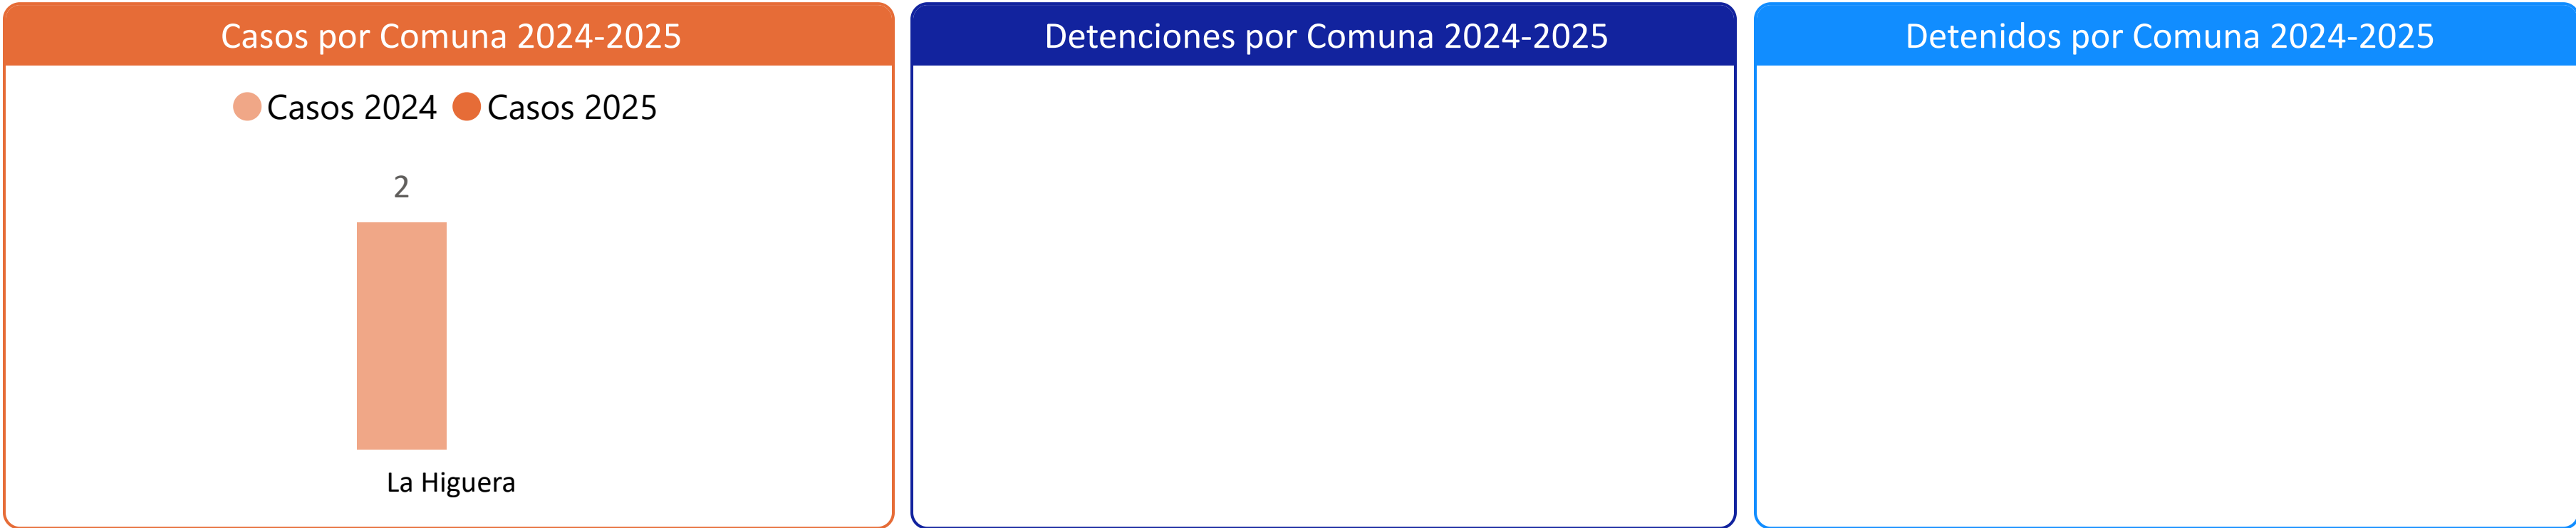 Casos por Comuna 2024-2025
Casos 2024 Casos 2025
2
La Higuera
Detenciones por Comuna 2024-2025
Detenidos por Comuna 2024-2025